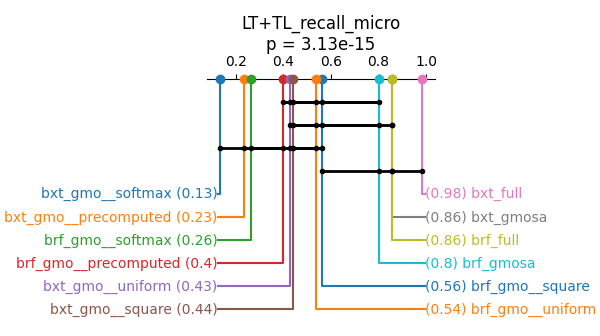 LT+TL_recall_micro
p = 3.13e-15
0.2 0.4 0.6 0.8 1.0
bxt_gmo__softmax (0.13) (0.98) bxt_full
bxt_gmo__precomputed (0.23) (0.86) bxt_gmosa
brf_gmo__softmax (0.26) (0.86) brf_full
brf_gmo__precomputed (0.4) (0.8) brf_gmosa
bxt_gmo__uniform (0.43) (0.56) brf_gmo__square
bxt_gmo__square (0.44) (0.54) brf_gmo__uniform